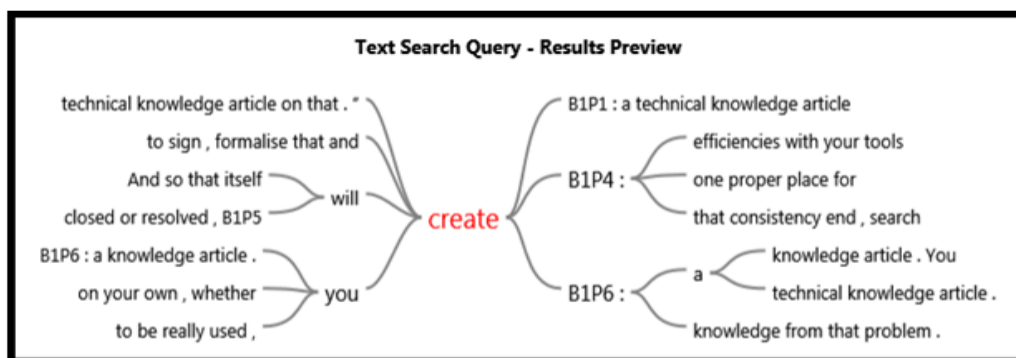 Text Search Query - Results Preview
technical knowledge article on that . "
to sign , formalise that and
And so that itself
closed or resolved , B1P5
will
B1P6 : a knowledge article .
on your own , whether
to be really used ,
you
create
B1P1 : a technical knowledge article
B1P4 :
efficiencies with your tools
one proper place for
that consistency end , search
B1P6 :
a
knowledge article . You
technical knowledge article .
knowledge from that problem .